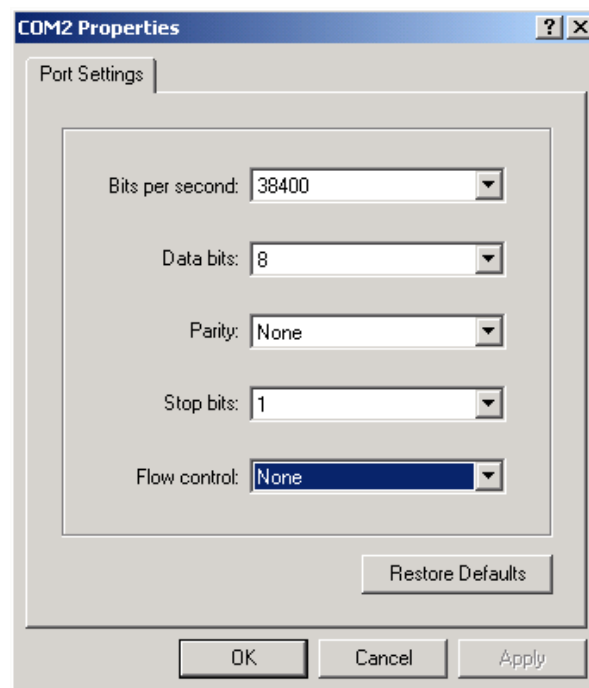 COM2 Properties
Port Settings
Bits per second: 38400
Data bits: 8
Parity: None
Stop bits: 1
Flow control: None
Restore Defaults
OK Cancel Apply